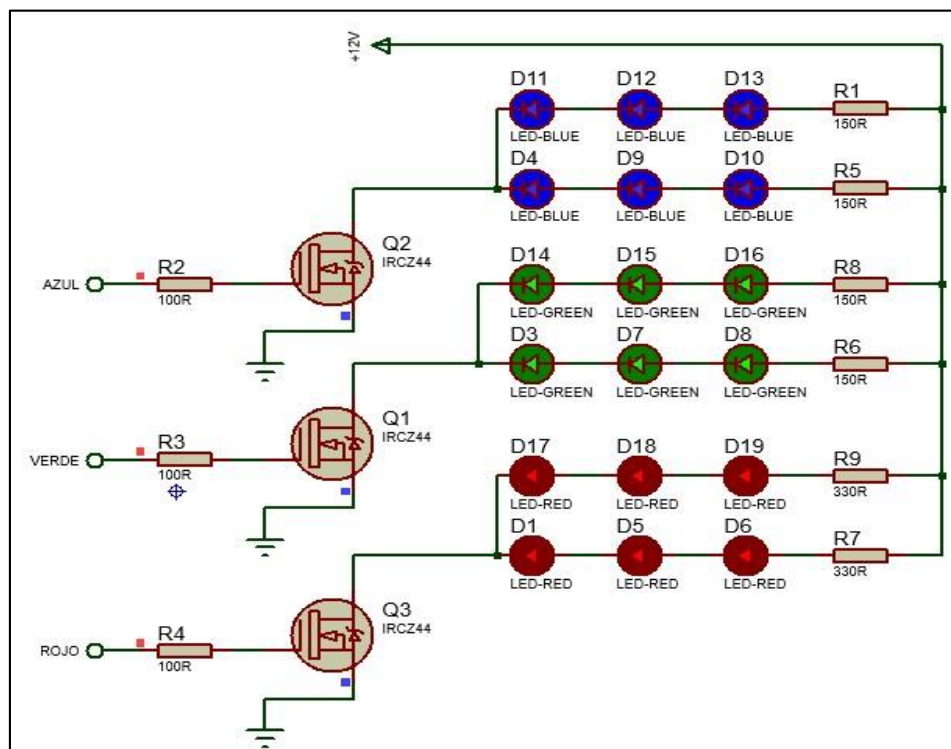 +12V
D11 D12 D13 R1
LED-BLUE LED-BLUE LED-BLUE 150R
D4 D9 D10 R5
LED-BLUE LED-BLUE LED-BLUE 150R
Q2
IRCZ44
R2
AZUL
100R
D14 D15 D16 R8
LED-GREEN LED-GREEN LED-GREEN 150R
D3 D7 D8 R6
LED-GREEN LED-GREEN LED-GREEN 150R
Q1
IRCZ44
R3
VERDE
100R
D17 D18 D19 R9
LED-RED LED-RED LED-RED 330R
D1 D5 D6 R7
LED-RED LED-RED LED-RED 330R
Q3
IRCZ44
R4
ROJO
100R